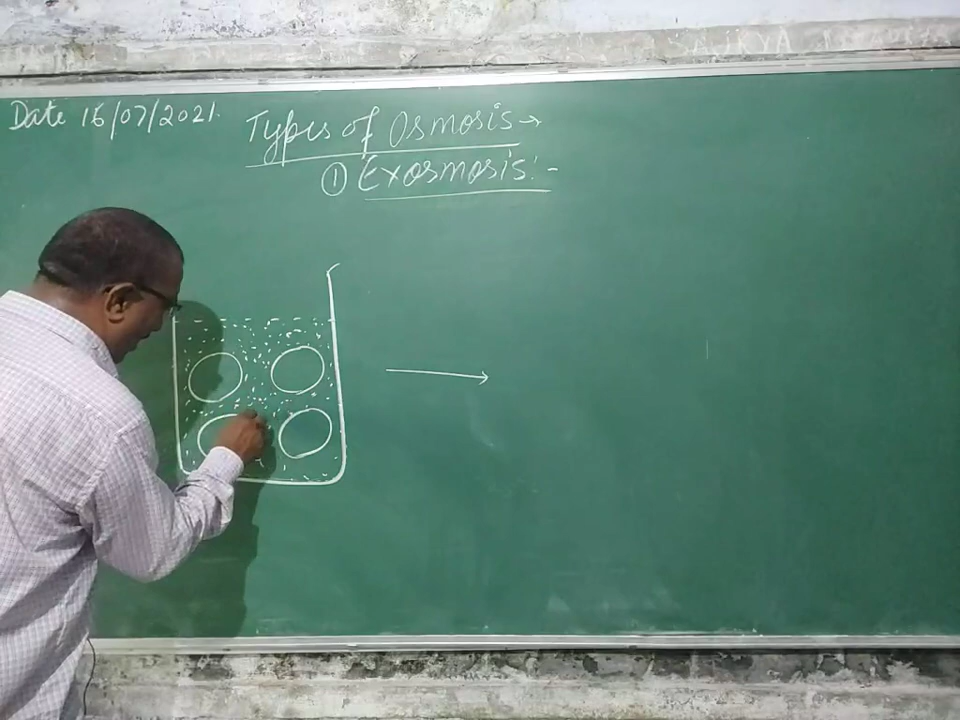 Date 16/07/2021.
Types of Osmosis→
① Exosmosis:-